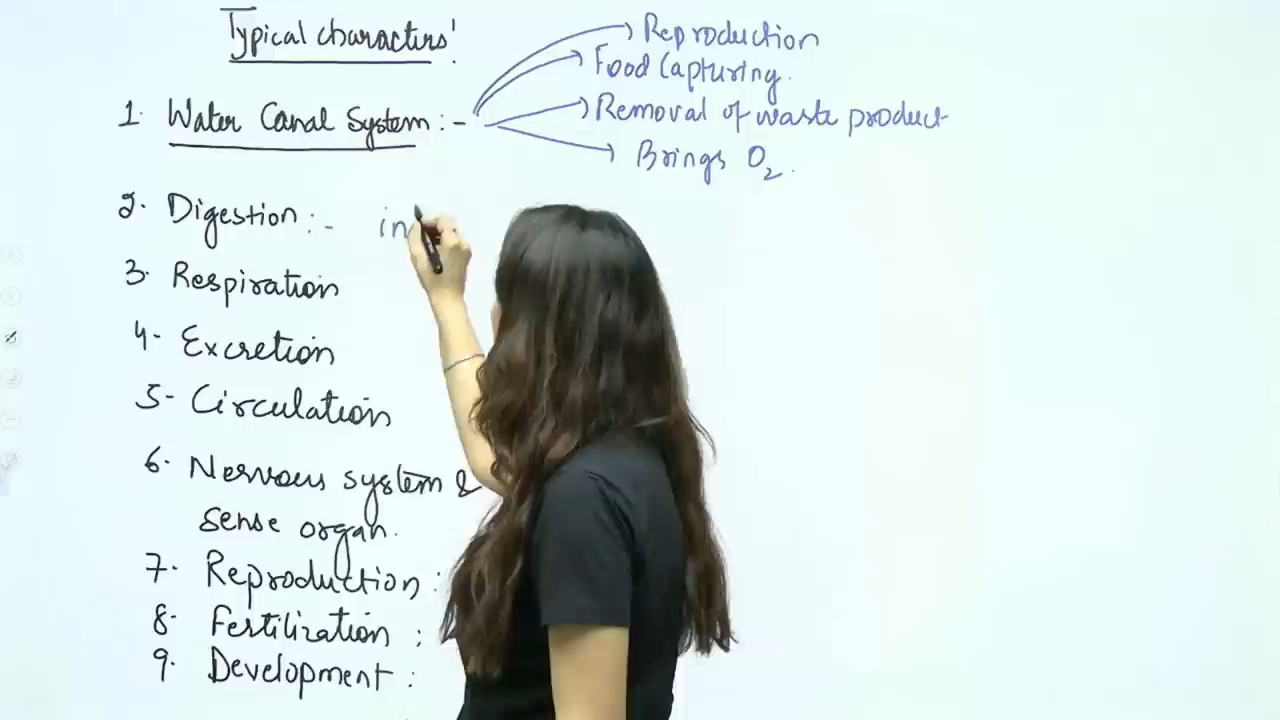 Typical characters!
1. Water Canal System :-
→ Reproduction
→ Food Capturing.
→ Removal of waste product
→ Brings O2.
2. Digestion :- in
3. Respiration
4- Excretion
5- Circulation
6. Nervous system &
sense organ.
7. Reproduction :
8- Fertilization :
9. Development :